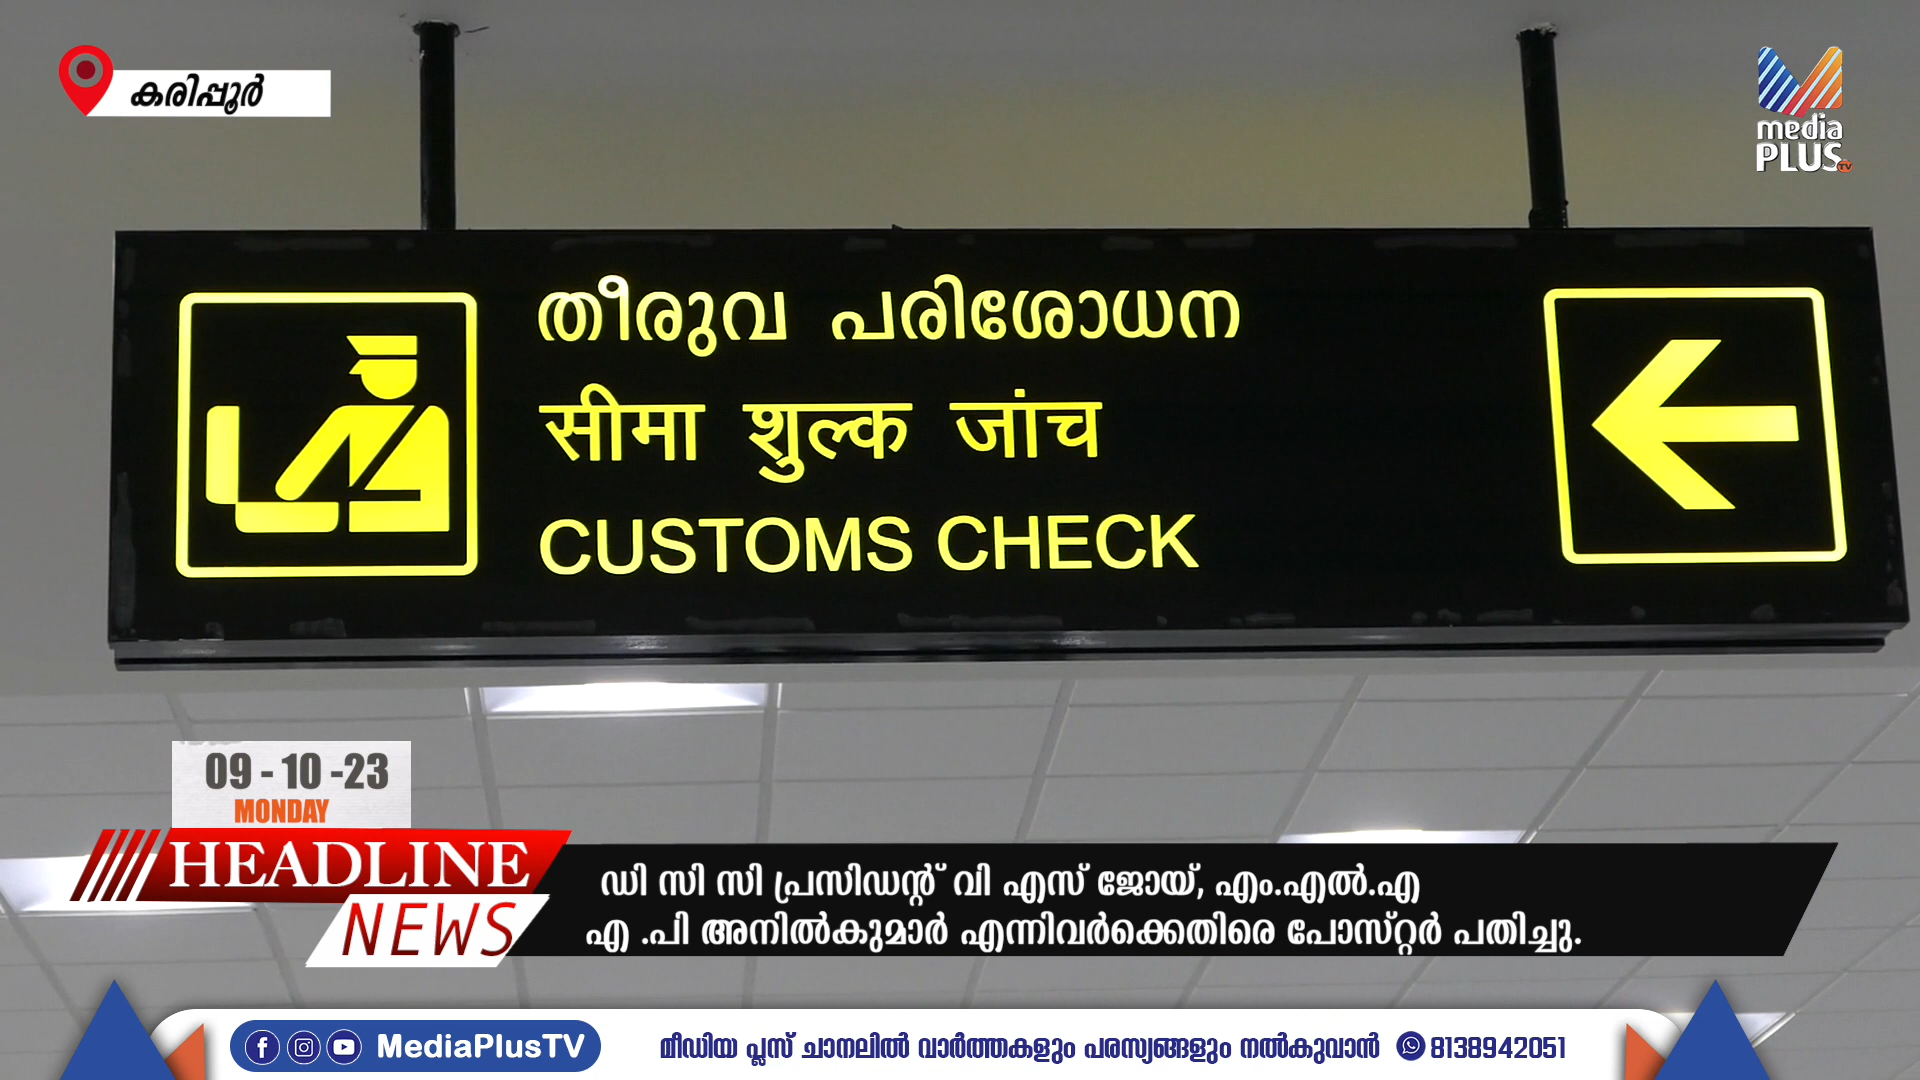 കരിപ്പൂർ
media
PLUS TV
തീരുവ പരിശോധന
सीमा शुल्क जांच
CUSTOMS CHECK
09 - 10 -23
MONDAY
HEADLINE
NEWS
ഡി സി സി പ്രസിഡന്റ് വി എസ് ജോയ്, എം.എൽ.എ
എ .പി അനിൽകുമാർ എന്നിവർക്കെതിരെ പോസ്റ്റർ പതിച്ചു.
MediaPlusTV
മീഡിയ പ്ലസ് ചാനലിൽ വാർത്തകളും പരസ്യങ്ങളും നൽകുവാൻ 8138942051